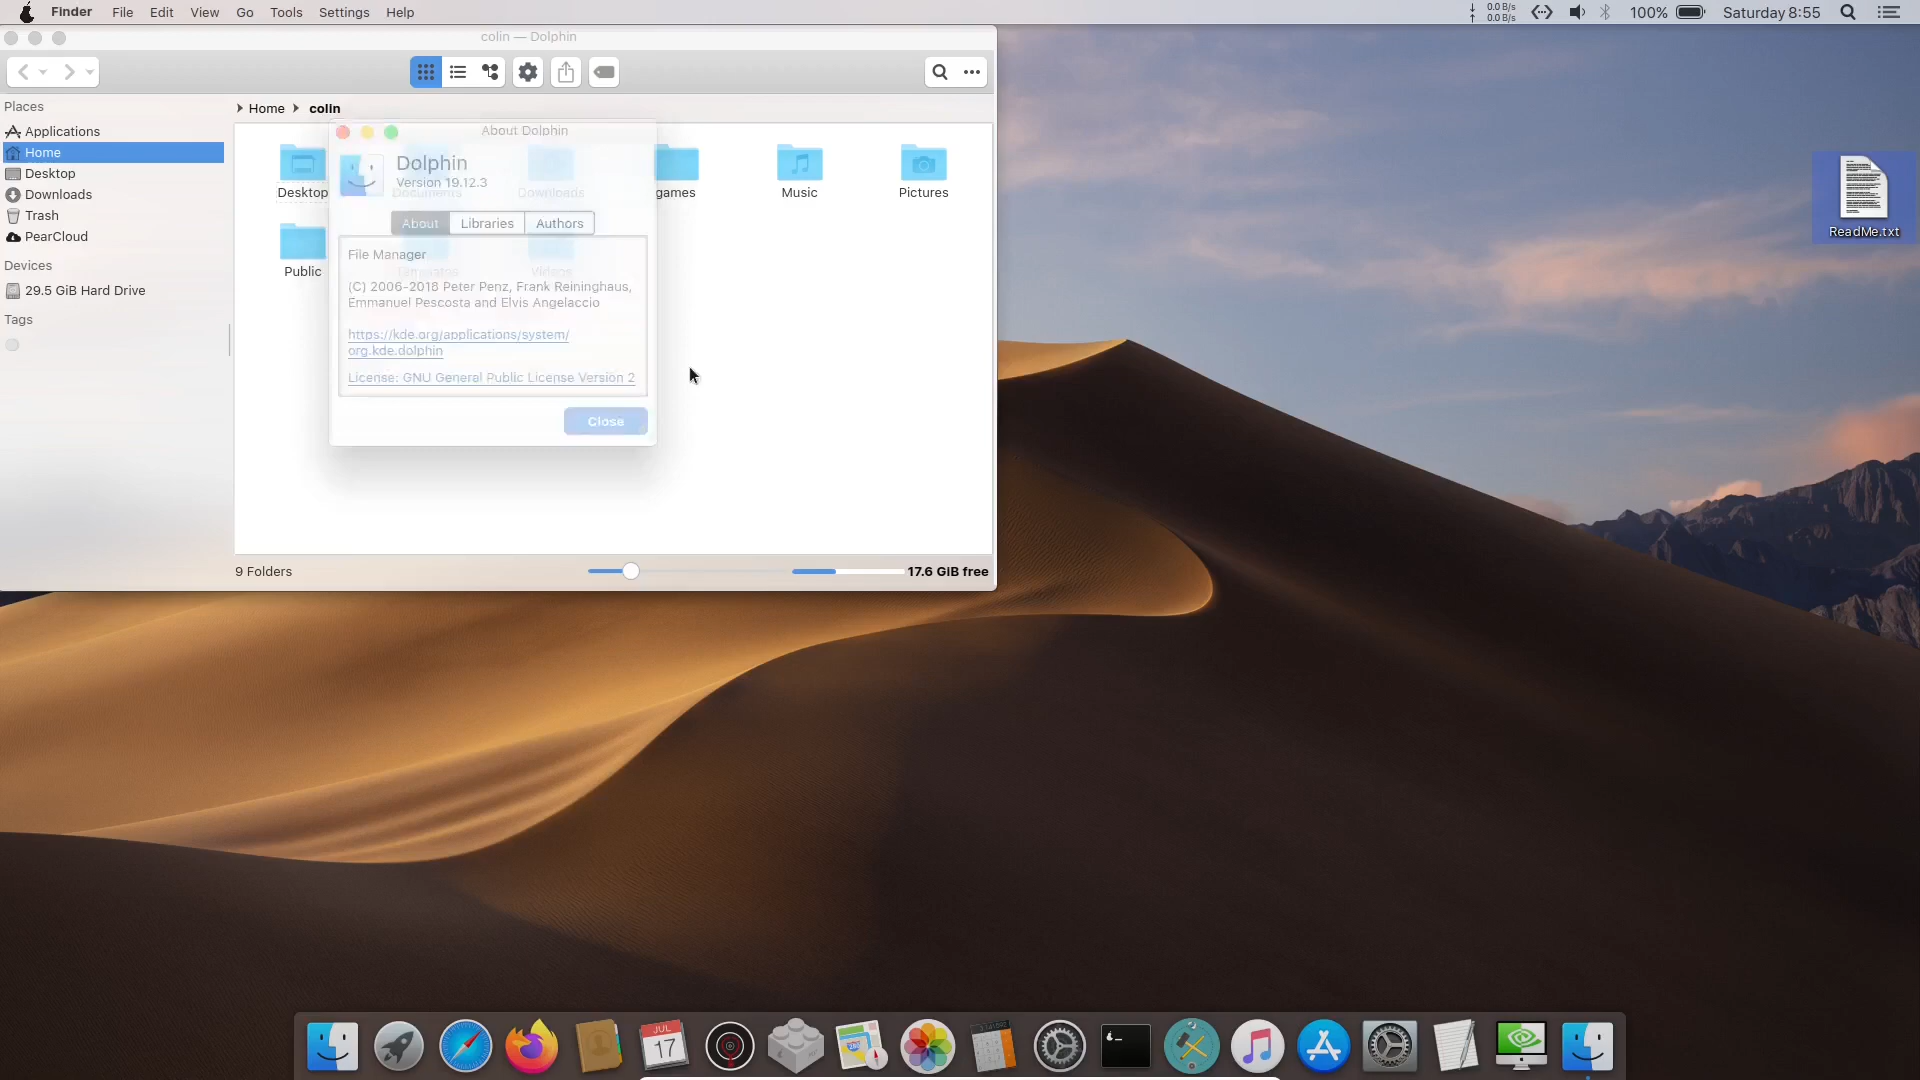 Finder File Edit View Go Tools Settings Help
0.0 B/s
0.0 B/s
100%
Saturday 8:55
colin — Dolphin
Places
Applications
Home
Desktop
Downloads
Trash
PearCloud
Devices
29.5 GiB Hard Drive
Tags
Home colin
Desktop
Documents
Downloads
games
Music
Pictures
Public
Templates
Videos
About Dolphin
Dolphin
Version 19.12.3
About Libraries Authors
File Manager
(C) 2006-2018 Peter Penz, Frank Reininghaus,
Emmanuel Pescosta and Elvis Angelaccio
https://kde.org/applications/system/
org.kde.dolphin
License: GNU General Public License Version 2
Close
9 Folders
17.6 GiB free
ReadMe.txt
JUL
17